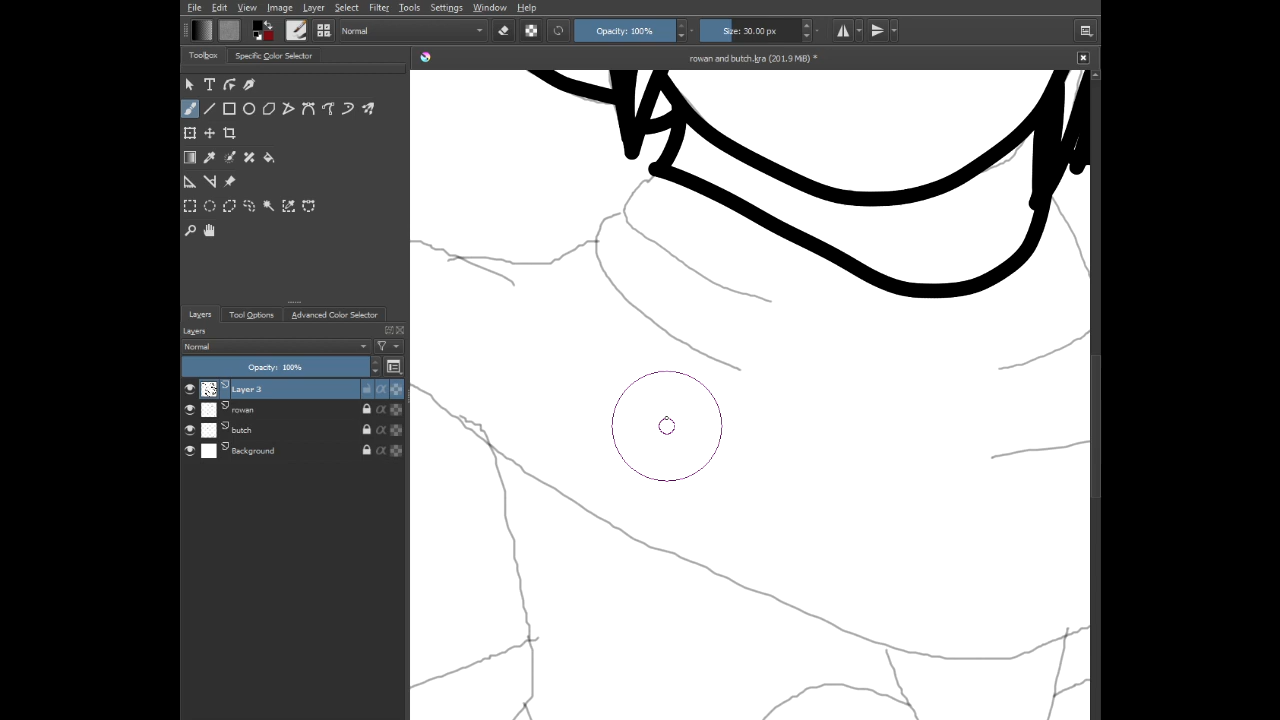 File Edit View Image Layer Select Filter Tools Settings Window Help
Normal Opacity: 100% Size: 30.00 px
Toolbox Specific Color Selector
rowan and butch.kra (201.9 MiB) *
Layers Tool Options Advanced Color Selector
Layers
Normal
Opacity: 100%
Layer 3
rowan
butch
Background